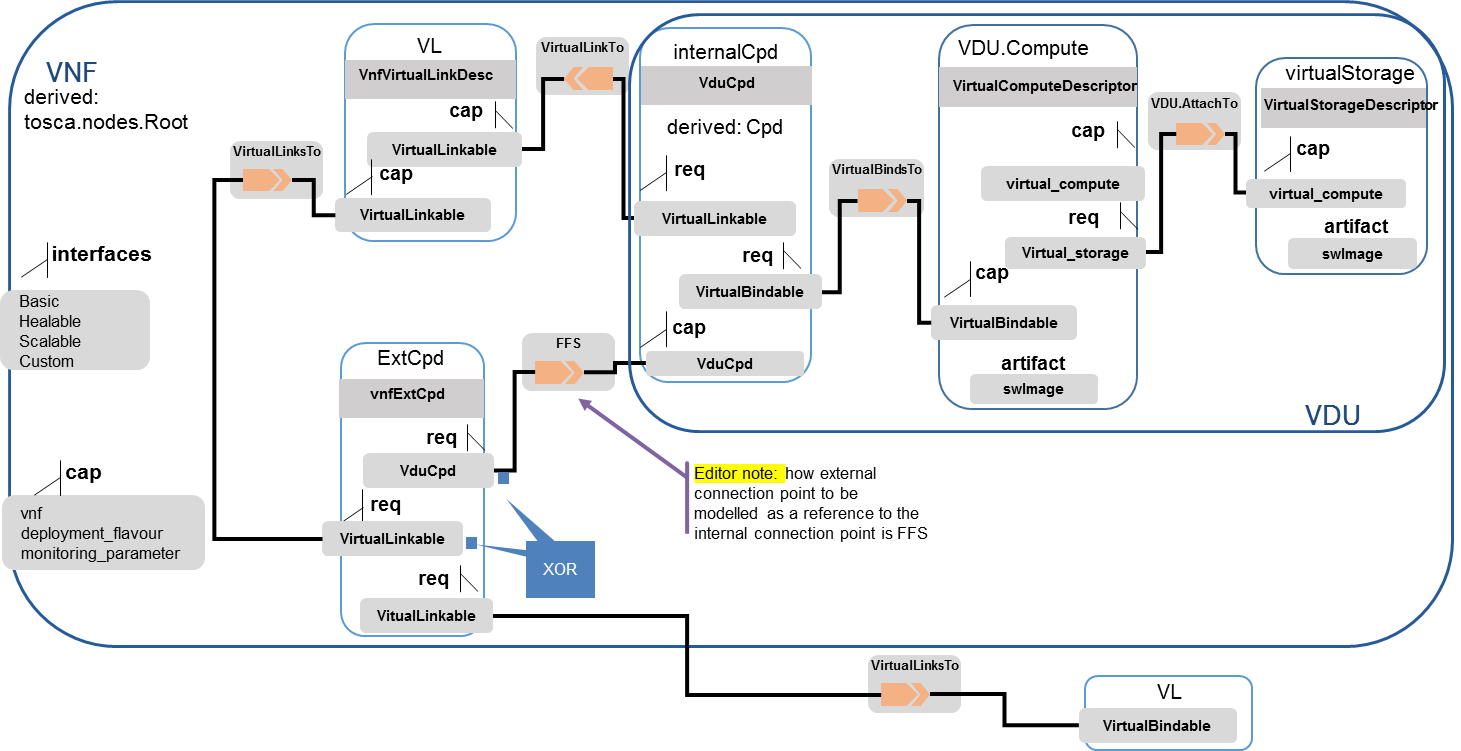 VNF
derived:
tosca.nodes.Root
interfaces
Basic
Healable
Scalable
Custom
cap
vnf
deployment_flavour
monitoring_parameter
VirtualLinksTo
VL
VnfVirtualLinkDesc
cap
VirtualLinkable
cap
VirtualLinkable
VirtualLinkTo
internalCpd
VduCpd
derived: Cpd
req
VirtualLinkable
req
VirtualBindable
cap
VduCpd
VirtualBindsTo
VDU.Compute
VirtualComputeDescriptor
cap
virtual_compute
req
Virtual_storage
cap
VirtualBindable
artifact
swImage
VDU.AttachTo
virtualStorage
VirtualStorageDescriptor
cap
virtual_compute
artifact
swImage
VDU
ExtCpd
vnfExtCpd
req
VduCpd
req
VirtualLinkable
req
VitualLinkable
FFS
XOR
Editor note: how external
connection point to be
modelled as a reference to the
internal connection point is FFS
VirtualLinksTo
VL
VirtualBindable